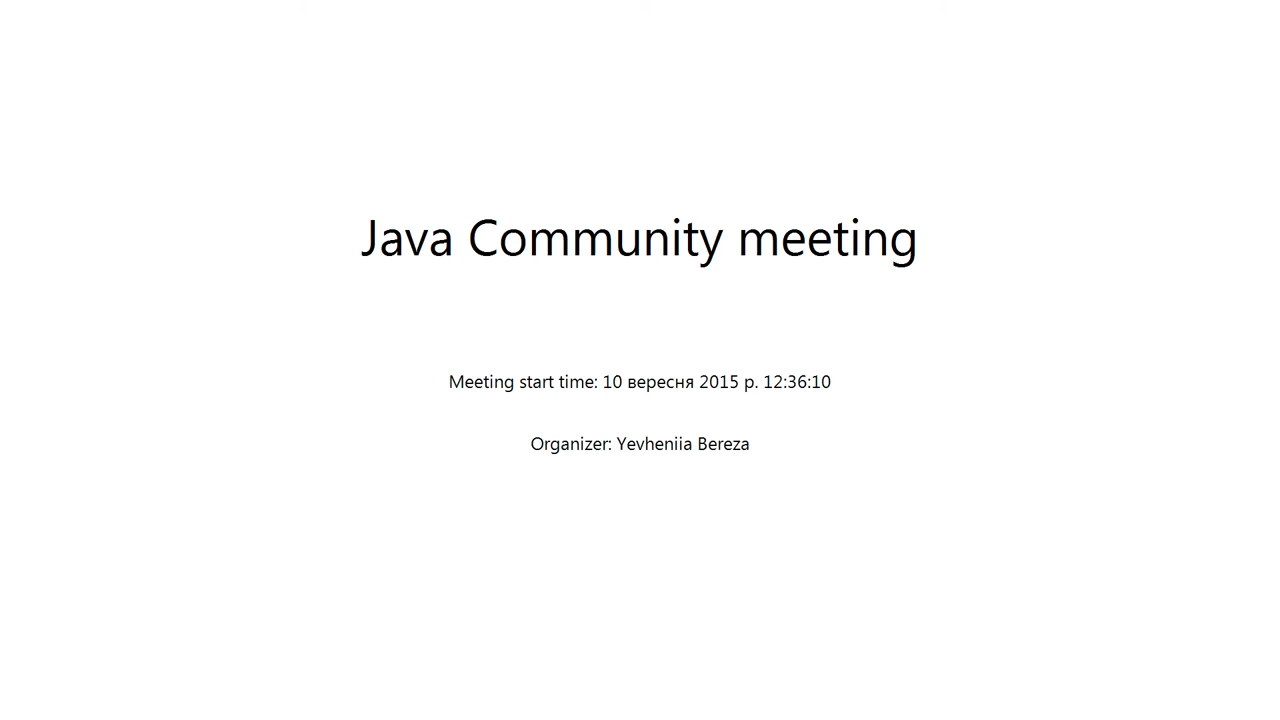 Java Community meeting
Meeting start time: 10 вересня 2015 р. 12:36:10
Organizer: Yevheniia Bereza